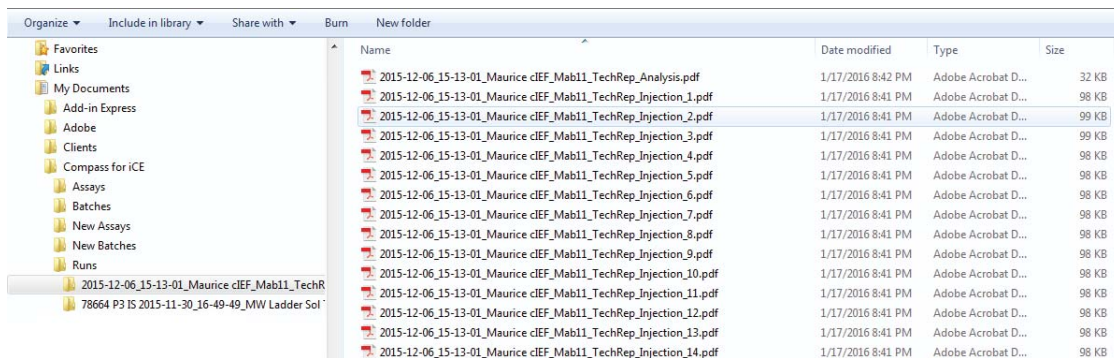 Organize Include in library Share with Burn New folder
Favorites
Links
My Documents
Add-in Express
Adobe
Clients
Compass for iCE
Assays
Batches
New Assays
New Batches
Runs
2015-12-06_15-13-01_Maurice cIEF_Mab11_TechR
78664 P3 IS 2015-11-30_16-49-49_MW Ladder Sol
Name Date modified Type Size
2015-12-06_15-13-01_Maurice cIEF_Mab11_TechRep_Analysis.pdf 1/17/2016 8:42 PM Adobe Acrobat D... 32 KB
2015-12-06_15-13-01_Maurice cIEF_Mab11_TechRep_Injection_1.pdf 1/17/2016 8:41 PM Adobe Acrobat D... 98 KB
2015-12-06_15-13-01_Maurice cIEF_Mab11_TechRep_Injection_2.pdf 1/17/2016 8:41 PM Adobe Acrobat D... 99 KB
2015-12-06_15-13-01_Maurice cIEF_Mab11_TechRep_Injection_3.pdf 1/17/2016 8:41 PM Adobe Acrobat D... 99 KB
2015-12-06_15-13-01_Maurice cIEF_Mab11_TechRep_Injection_4.pdf 1/17/2016 8:41 PM Adobe Acrobat D... 98 KB
2015-12-06_15-13-01_Maurice cIEF_Mab11_TechRep_Injection_5.pdf 1/17/2016 8:41 PM Adobe Acrobat D... 98 KB
2015-12-06_15-13-01_Maurice cIEF_Mab11_TechRep_Injection_6.pdf 1/17/2016 8:41 PM Adobe Acrobat D... 98 KB
2015-12-06_15-13-01_Maurice cIEF_Mab11_TechRep_Injection_7.pdf 1/17/2016 8:41 PM Adobe Acrobat D... 98 KB
2015-12-06_15-13-01_Maurice cIEF_Mab11_TechRep_Injection_8.pdf 1/17/2016 8:41 PM Adobe Acrobat D... 98 KB
2015-12-06_15-13-01_Maurice cIEF_Mab11_TechRep_Injection_9.pdf 1/17/2016 8:41 PM Adobe Acrobat D... 98 KB
2015-12-06_15-13-01_Maurice cIEF_Mab11_TechRep_Injection_10.pdf 1/17/2016 8:41 PM Adobe Acrobat D... 98 KB
2015-12-06_15-13-01_Maurice cIEF_Mab11_TechRep_Injection_11.pdf 1/17/2016 8:41 PM Adobe Acrobat D... 98 KB
2015-12-06_15-13-01_Maurice cIEF_Mab11_TechRep_Injection_12.pdf 1/17/2016 8:41 PM Adobe Acrobat D... 98 KB
2015-12-06_15-13-01_Maurice cIEF_Mab11_TechRep_Injection_13.pdf 1/17/2016 8:41 PM Adobe Acrobat D... 98 KB
2015-12-06_15-13-01_Maurice cIEF_Mab11_TechRep_Injection_14.pdf 1/17/2016 8:41 PM Adobe Acrobat D... 98 KB